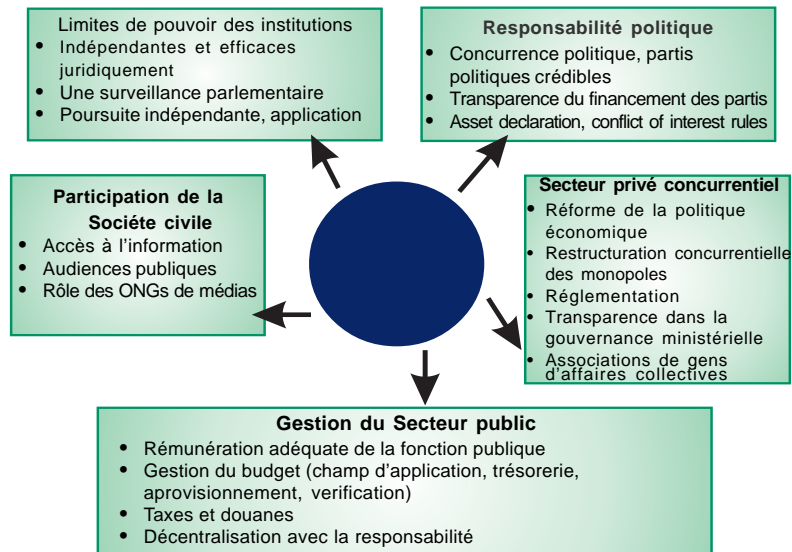 Limites de pouvoir des institutions
• Indépendantes et efficaces
juridiquement
• Une surveillance parlementaire
• Poursuite indépendante, application
Responsabilité politique
• Concurrence politique, partis
politiques crédibles
• Transparence du financement des partis
• Asset declaration, conflict of interest rules
Participation de la
Sociéte civile
• Accès à l'information
• Audiences publiques
• Rôle des ONGs de médias
Secteur privé concurrentiel
• Réforme de la politique
économique
• Restructuration concurrentielle
des monopoles
• Réglementation
• Transparence dans la
gouvernance ministérielle
• Associations de gens
d'affaires collectives
Gestion du Secteur public
• Rémunération adéquate de la fonction publique
• Gestion du budget (champ d'application, trésorerie,
aprovisionnement, verification)
• Taxes et douanes
• Décentralisation avec la responsabilité